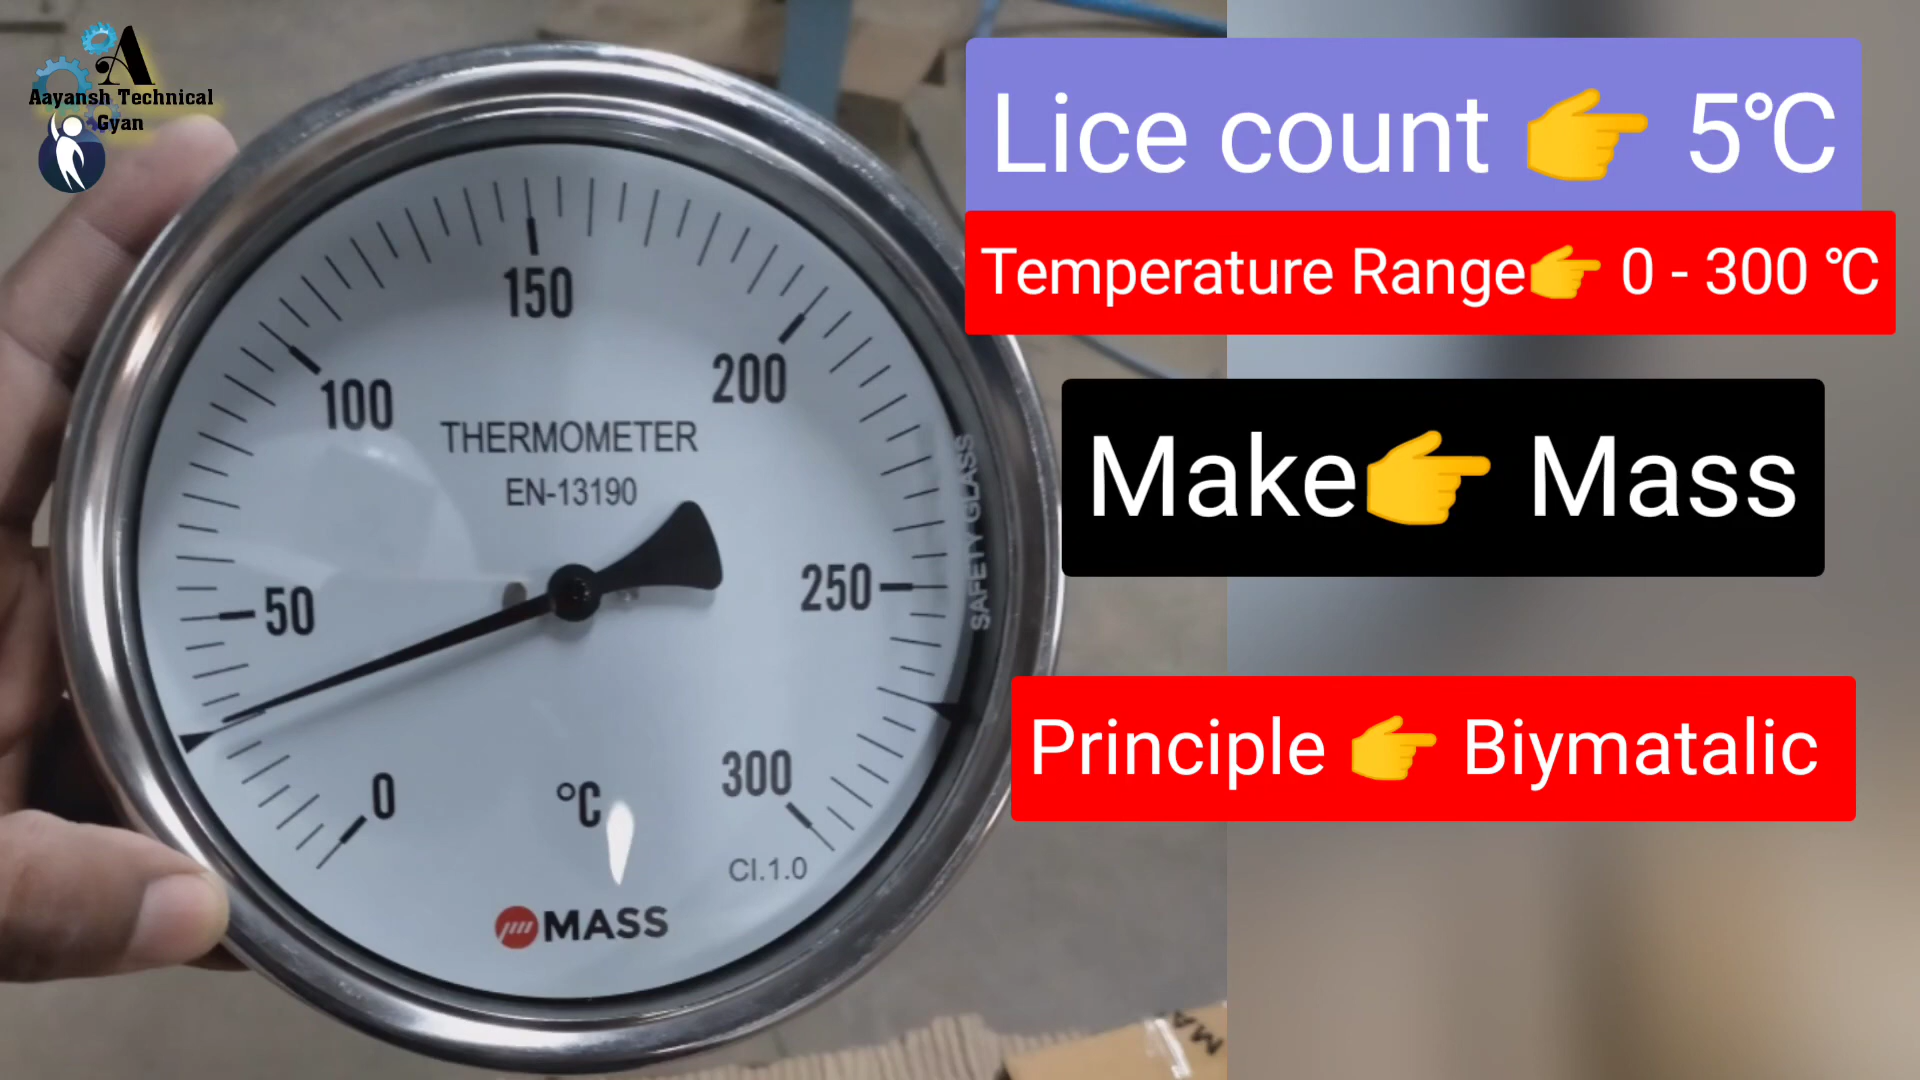 Aayansh Technical
Gyan
Lice count 👉 5℃
Temperature Range👉 0 - 300 ℃
Make👉 Mass
Principle 👉 Biymatalic
150
200
100
THERMOMETER
EN-13190
SAFETY GLASS
250
50
300
0
°C
Cl.1.0
MASS
MA